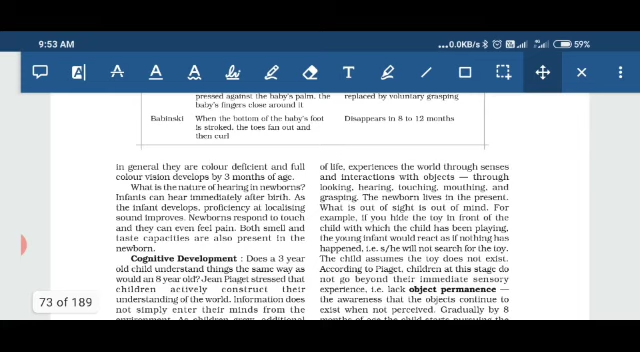 9:53 AM
...0.0KB/s
59%
A
A
A
A
T
pressed against the baby's palm, the
baby's fingers close around it
replaced by voluntary grasping
Babinski
When the bottom of the baby's foot
is stroked, the toes fan out and
then curl
Disappears in 8 to 12 months
in general they are colour deficient and full
colour vision develops by 3 months of age.
What is the nature of hearing in newborns?
Infants can hear immediately after birth. As
the infant develops, proficiency at localising
sound improves. Newborns respond to touch
and they can even feel pain. Both smell and
taste capacities are also present in the
newborn.
Cognitive Development : Does a 3 year
old child understand things the same way as
would an 8 year old? Jean Piaget stressed that
children actively construct their
understanding of the world. Information does
not simply enter their minds from the
environment. As children grow, additional
of life, experiences the world through senses
and interactions with objects — through
looking, hearing, touching, mouthing, and
grasping. The newborn lives in the present.
What is out of sight is out of mind. For
example, if you hide the toy in front of the
child with which the child has been playing,
the young infant would react as if nothing has
happened, i.e. s/he will not search for the toy.
The child assumes the toy does not exist.
According to Piaget, children at this stage do
not go beyond their immediate sensory
experience, i.e. lack object permanence —
the awareness that the objects continue to
exist when not perceived. Gradually by 8
months of age the child starts pursuing the
73 of 189